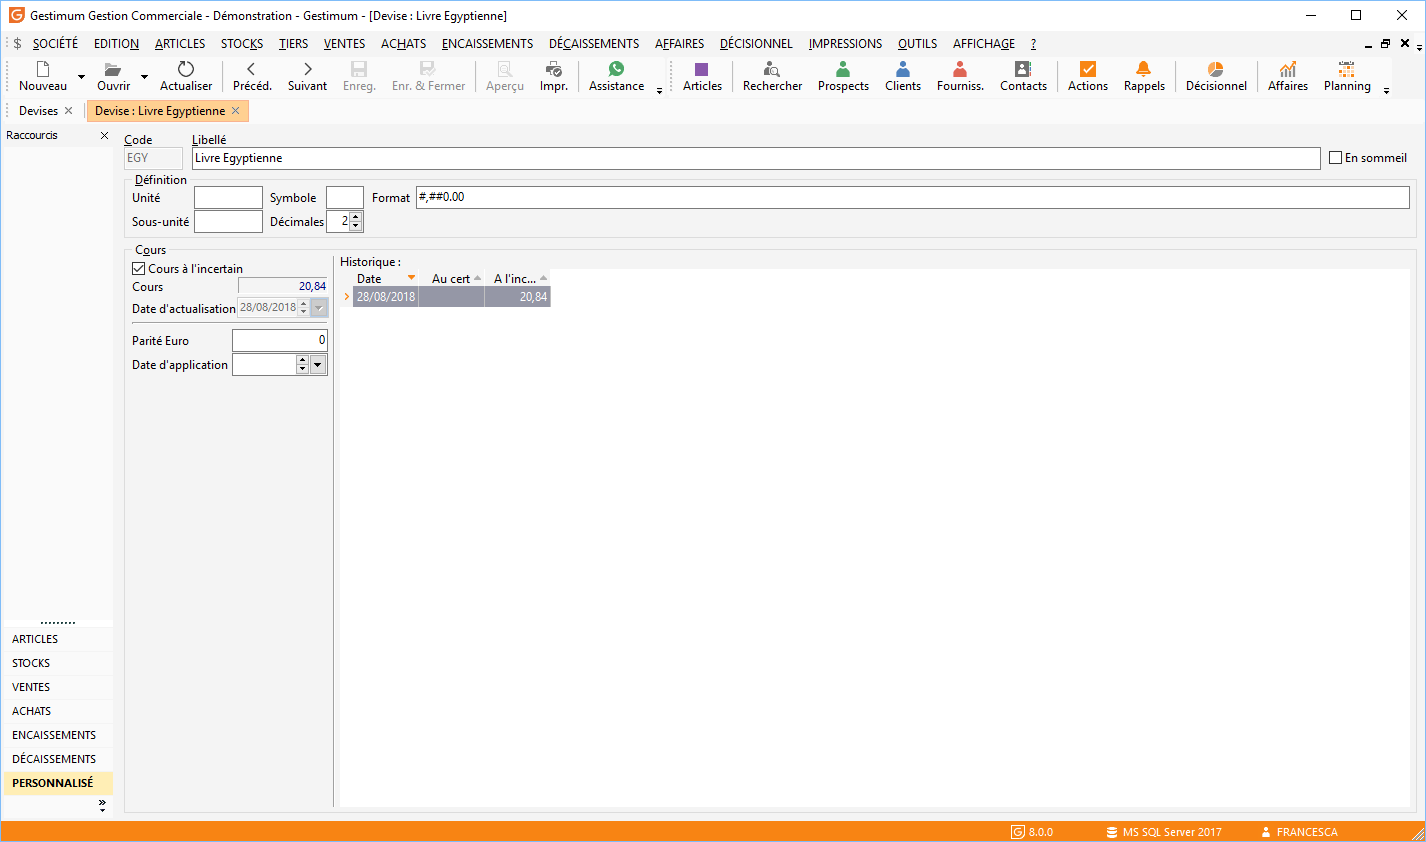 Gestimum Gestion Commerciale - Démonstration - Gestimum - [Devise : Livre Egyptienne]
$ SOCIÉTÉ EDITION ARTICLES STOCKS TIERS VENTES ACHATS ENCAISSEMENTS DÉCAISSEMENTS AFFAIRES DÉCISIONNEL IMPRESSIONS OUTILS AFFICHAGE ?
Nouveau Ouvrir Actualiser Précéd. Suivant Enreg. Enr. & Fermer Aperçu Impr. Assistance Articles Rechercher Prospects Clients Fourniss. Contacts Actions Rappels Décisionnel Affaires Planning
Devises Devise : Livre Egyptienne
Raccourcis
Code Libellé
EGY Livre Egyptienne En sommeil
Définition
Unité Symbole Format #,##0.00
Sous-unité Décimales 2
Cours
Cours à l'incertain
Cours 20,84
Date d'actualisation 28/08/2018
Parité Euro 0
Date d'application
Historique :
Date Au cert A l'inc...
28/08/2018 20,84
ARTICLES
STOCKS
VENTES
ACHATS
ENCAISSEMENTS
DÉCAISSEMENTS
PERSONNALISÉ
8.0.0 MS SQL Server 2017 FRANCESCA